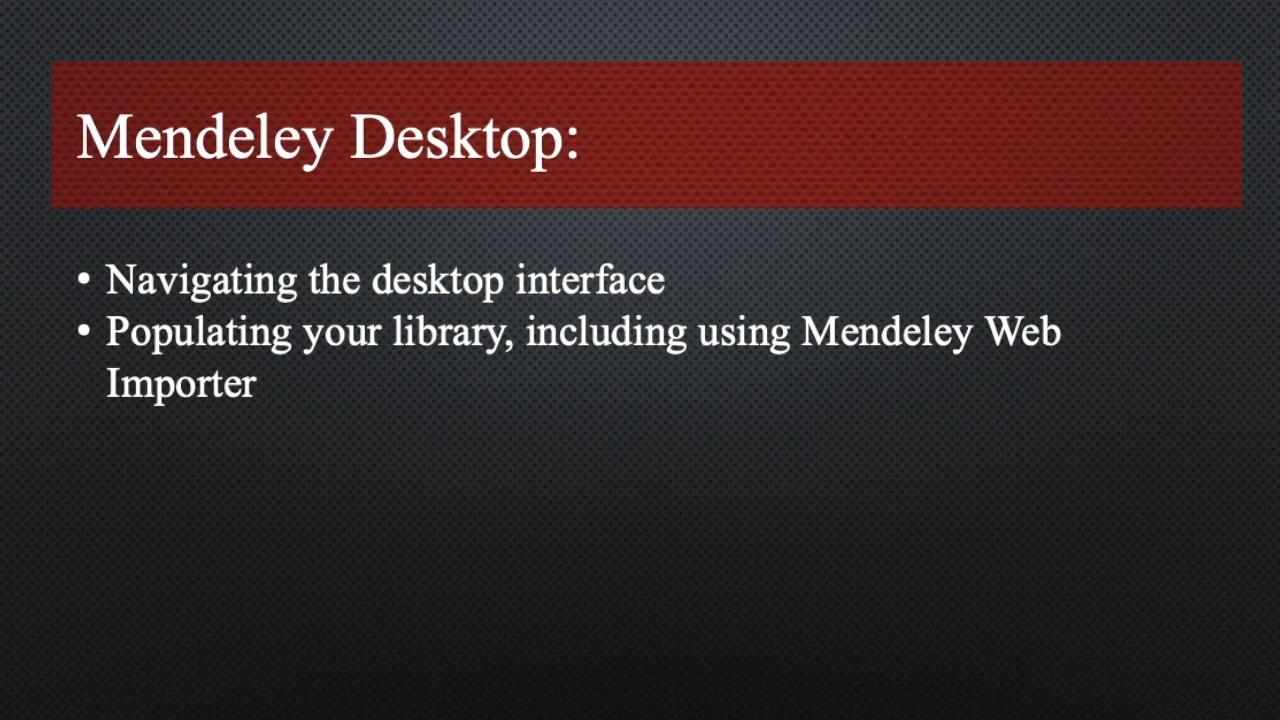 Mendeley Desktop:
• Navigating the desktop interface
• Populating your library, including using Mendeley Web
Importer